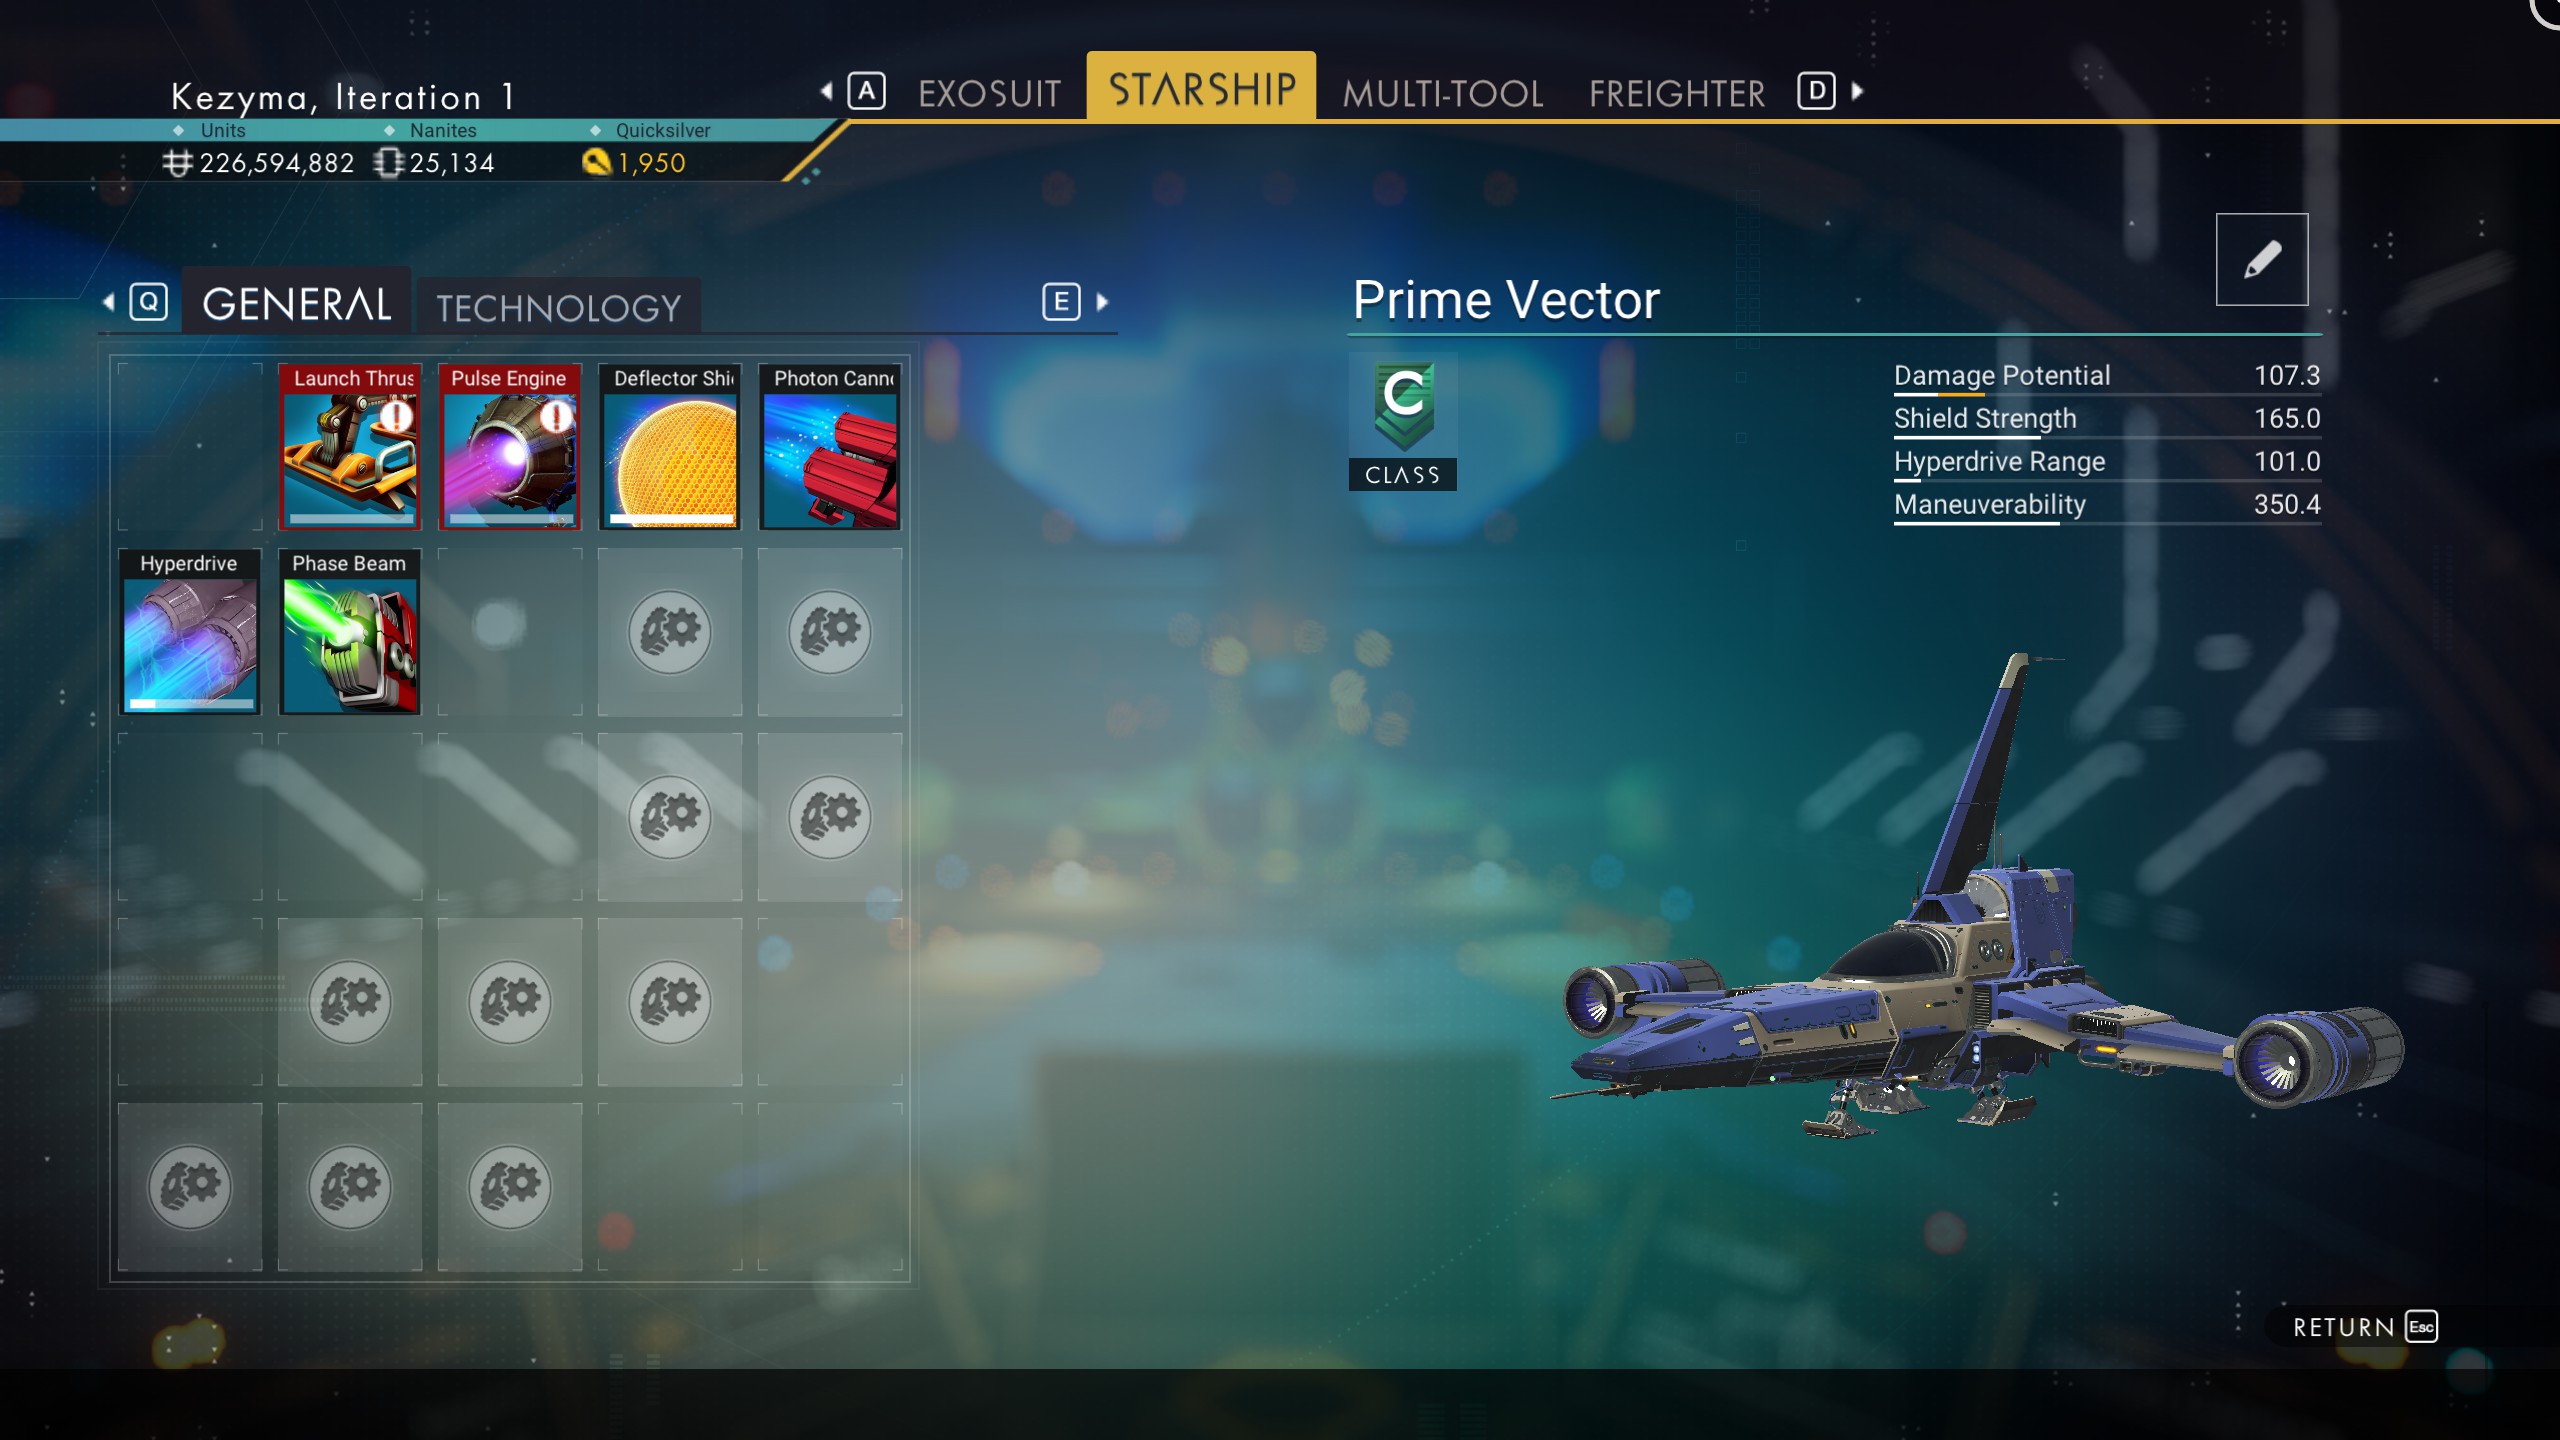 Kezyma, Iteration 1
Units Nanites Quicksilver
226,594,882 25,134 1,950
A EXOSUIT STARSHIP MULTI-TOOL FREIGHTER D
Q GENERAL TECHNOLOGY E
Launch Thrus Pulse Engine Deflector Shi Photon Cann
Hyperdrive Phase Beam
Prime Vector
C
CLASS
Damage Potential 107.3
Shield Strength 165.0
Hyperdrive Range 101.0
Maneuverability 350.4
RETURN Esc